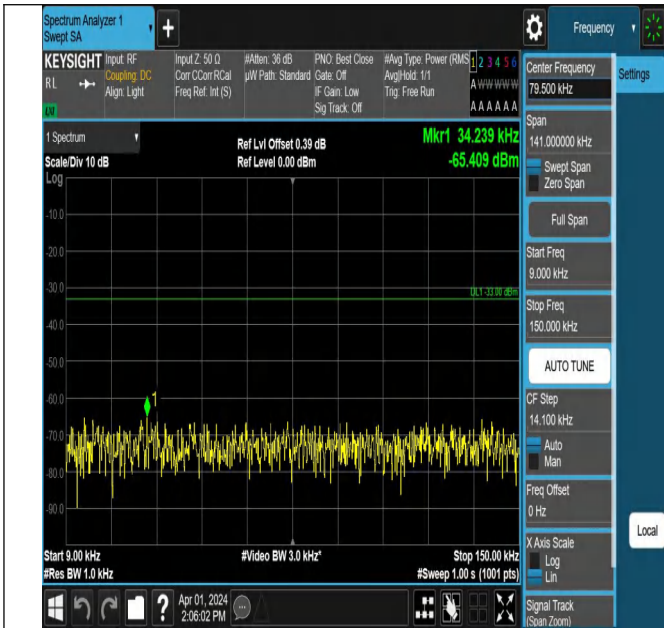 Spectrum Analyzer 1
Swept SA
Frequency
KEYSIGHT
RL
LXI
Input: RF
Coupling: DC
Align: Light
Input Z: 50 Ω
Corr CCorr RCal
Freq Ref: Int (S)
#Atten: 36 dB
µW Path: Standard
PNO: Best Close
Gate: Off
IF Gain: Low
Sig Track: Off
#Avg Type: Power (RMS
Avg|Hold: 1/1
Trig: Free Run
1 2 3 4 5 6
A W W W W W
A A A A A A
1 Spectrum
Scale/Div 10 dB
Ref Lvl Offset 0.39 dB
Ref Level 0.00 dBm
Mkr1 34.239 kHz
-65.409 dBm
Log
-10.0
-20.0
-30.0
DL1 -33.00 dBm
-40.0
-50.0
-60.0
1
-70.0
-80.0
-90.0
Start 9.00 kHz
#Res BW 1.0 kHz
#Video BW 3.0 kHz*
Stop 150.00 kHz
#Sweep 1.00 s (1001 pts)
?
Apr 01, 2024
2:06:02 PM
Center Frequency
79.500 kHz
Settings
Span
141.000000 kHz
Swept Span
Zero Span
Full Span
Start Freq
9.000 kHz
Stop Freq
150.000 kHz
AUTO TUNE
CF Step
14.100 kHz
Auto
Man
Freq Offset
0 Hz
X Axis Scale
Log
Lin
Local
Signal Track
(Span Zoom)